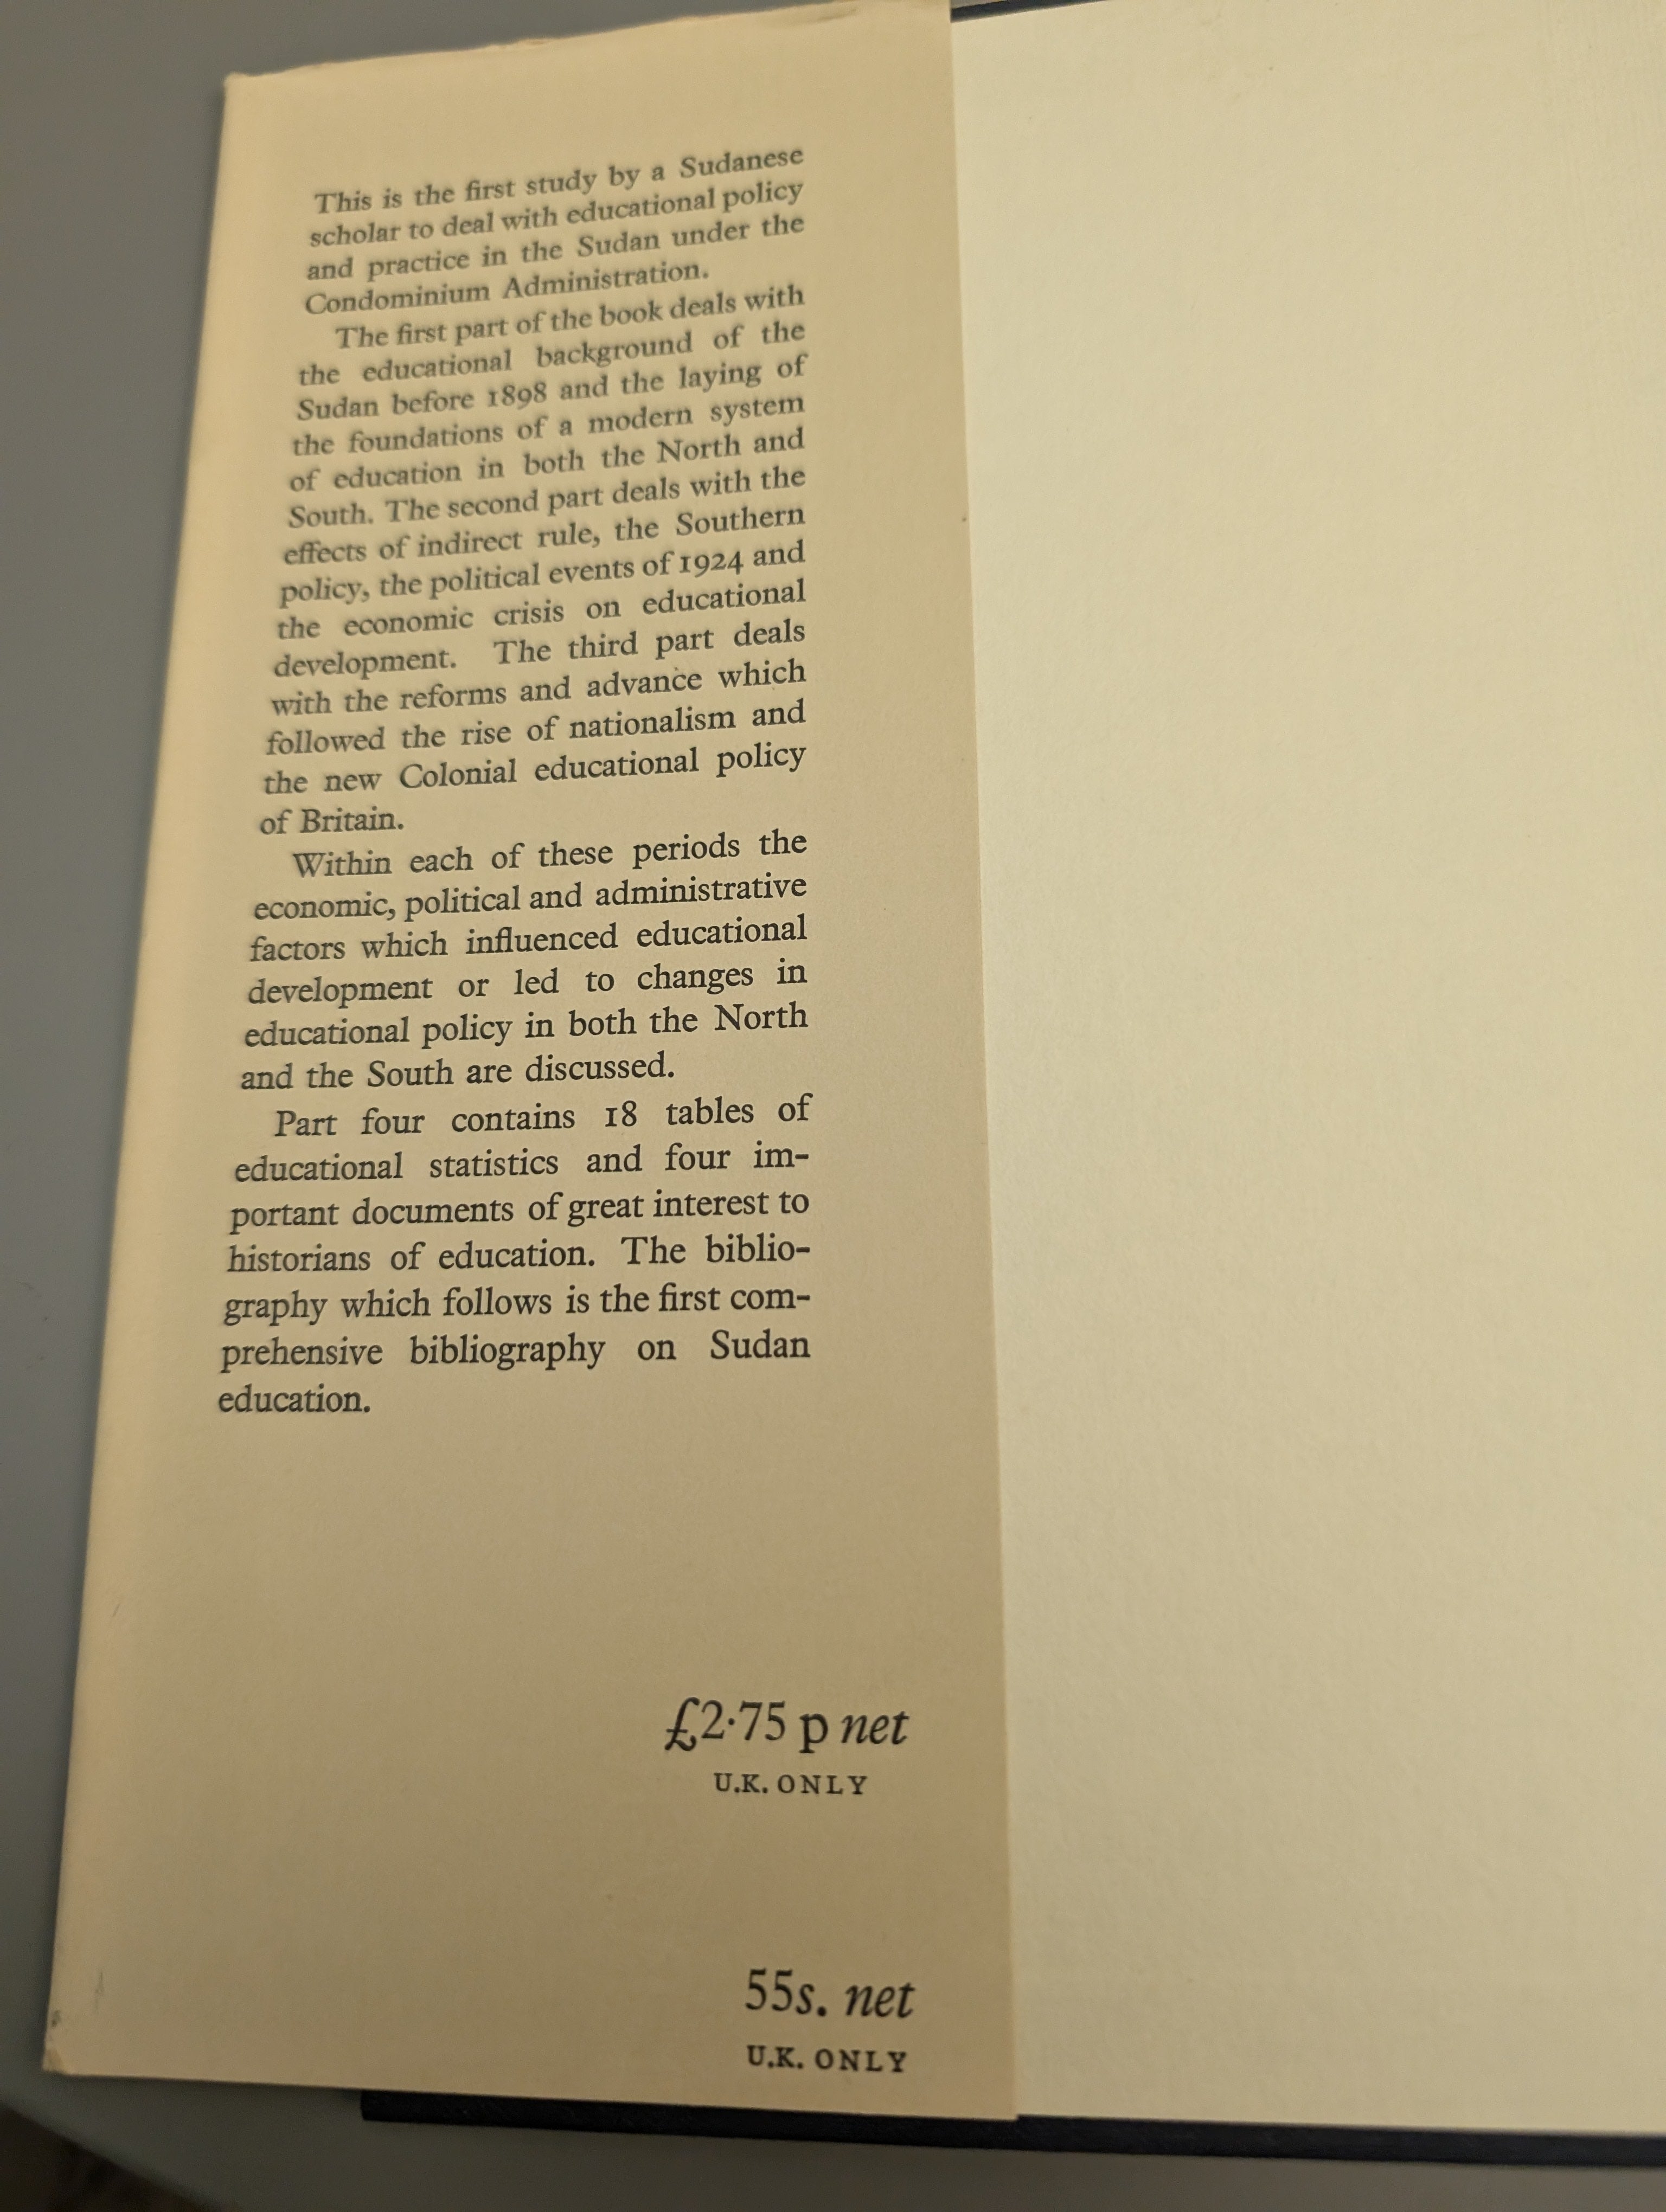 This is the first study by a Sudanese
scholar to deal with educational policy
and practice in the Sudan under the
Condominium Administration.
The first part of the book deals with
the educational background of the
Sudan before 1898 and the laying of
the foundations of a modern system
of education in both the North and
South. The second part deals with the
effects of indirect rule, the Southern
policy, the political events of 1924 and
the economic crisis on educational
development. The third part deals
with the reforms and advance which
followed the rise of nationalism and
the new Colonial educational policy
of Britain.
Within each of these periods the
economic, political and administrative
factors which influenced educational
development or led to changes in
educational policy in both the North
and the South are discussed.
Part four contains 18 tables of
educational statistics and four im-
portant documents of great interest to
historians of education. The biblio-
graphy which follows is the first com-
prehensive bibliography on Sudan
education.
£2·75 p net
U.K. ONLY
55s. net
U.K. ONLY